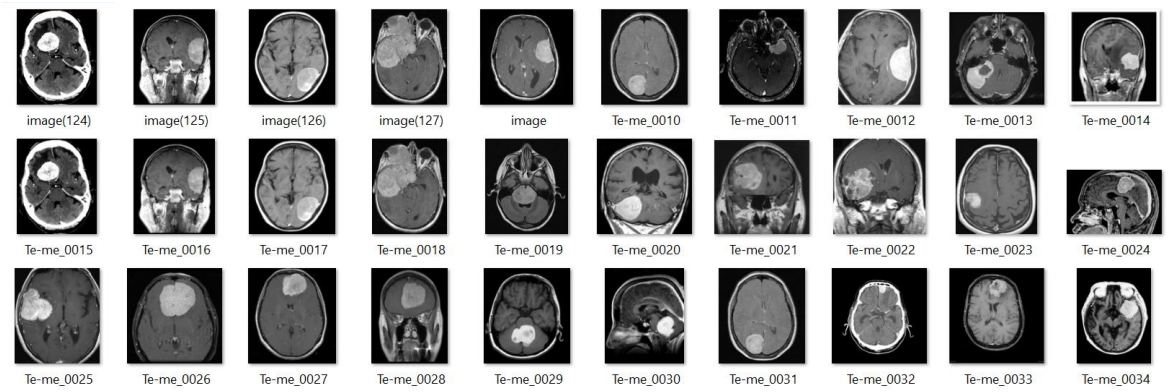 image(124) image(125) image(126) image(127) image Te-me_0010 Te-me_0011 Te-me_0012 Te-me_0013 Te-me_0014
Te-me_0015 Te-me_0016 Te-me_0017 Te-me_0018 Te-me_0019 Te-me_0020 Te-me_0021 Te-me_0022 Te-me_0023 Te-me_0024
Te-me_0025 Te-me_0026 Te-me_0027 Te-me_0028 Te-me_0029 Te-me_0030 Te-me_0031 Te-me_0032 Te-me_0033 Te-me_0034